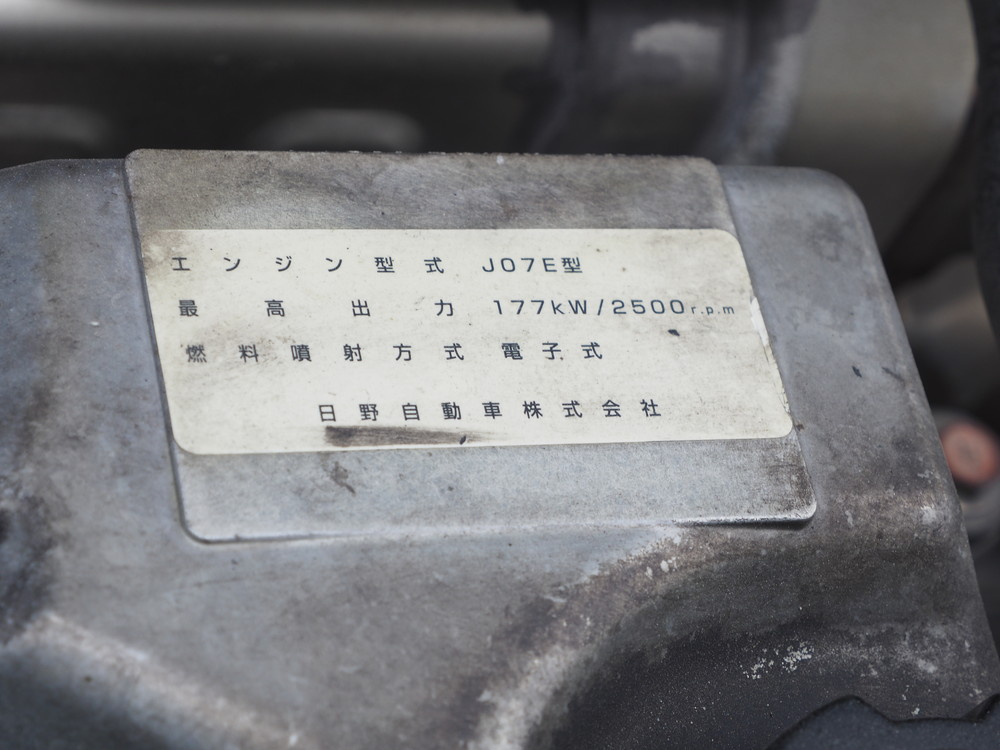 エンジン型式 J07E型
最高出力 177kW/2500r.p.m
燃料噴射方式 電子式
日野自動車株式会社